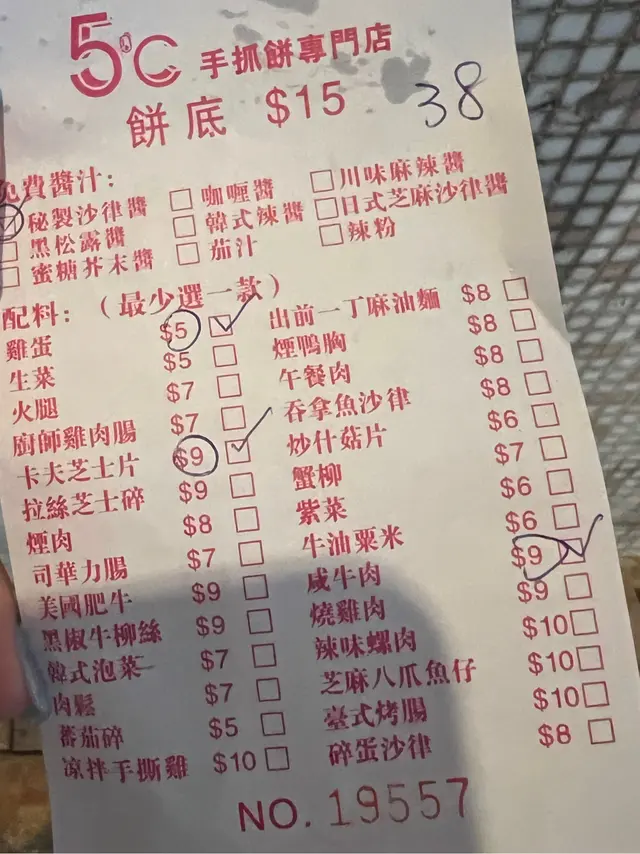 5°C 手抓餅專門店
餅底 $15 38
免費醬汁:
秘製沙律醬 咖喱醬 川味麻辣醬
黑松露醬 韓式辣醬 日式芝麻沙律醬
蜜糖芥末醬 茄汁 辣粉
配料: (最少選一款)
雞蛋 $5 出前一丁麻油麵 $8
生菜 $5 煙鴨胸 $8
火腿 $7 午餐肉 $8
廚師雞肉腸 $7 吞拿魚沙律 $8
卡夫芝士片 $9 炒什菇片 $6
拉絲芝士碎 $9 蟹柳 $7
煙肉 $8 紫菜 $6
司華力腸 $7 牛油粟米 $6
美國肥牛 $9 咸牛肉 $9
黑椒牛柳絲 $9 燒雞肉 $9
韓式泡菜 $7 辣味螺肉 $10
肉鬆 $7 芝麻八爪魚仔 $10
蕃茄碎 $5 臺式烤腸 $10
涼拌手撕雞 $10 碎蛋沙律 $8
NO. 19557